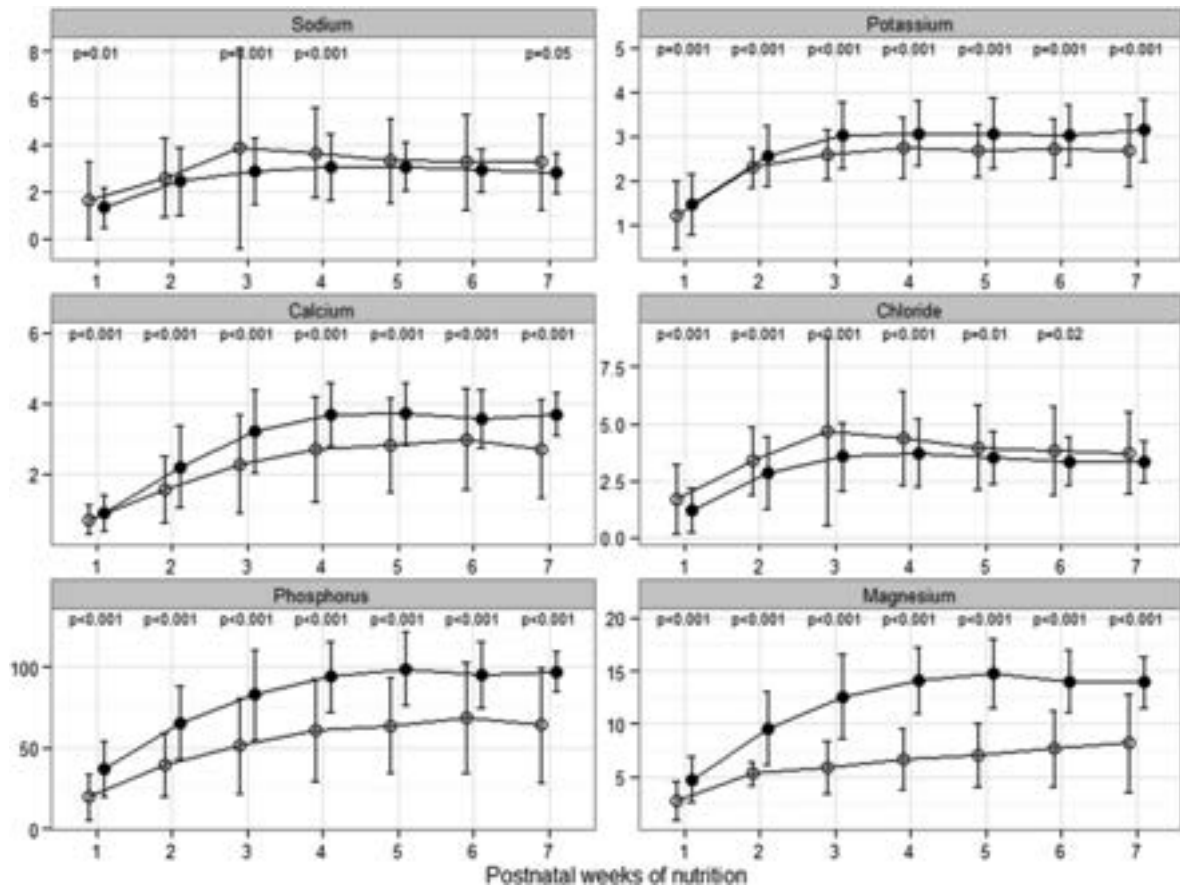 Sodium
p=0.01 p=0.001 p<0.001 p=0.05
8
6
4
2
0
1 2 3 4 5 6 7
Potassium
p=0.001 p<0.001 p<0.001 p<0.001 p<0.001 p=0.001 p<0.001
5
4
3
2
1
1 2 3 4 5 6 7
Calcium
p<0.001 p<0.001 p<0.001 p<0.001 p<0.001 p<0.001 p<0.001
6
4
2
1 2 3 4 5 6 7
Chloride
p<0.001 p<0.001 p<0.001 p<0.001 p=0.01 p=0.02
7.5
5.0
2.5
0.0
1 2 3 4 5 6 7
Phosphorus
p<0.001 p<0.001 p<0.001 p<0.001 p<0.001 p<0.001 p<0.001
100
50
0
1 2 3 4 5 6 7
Magnesium
p<0.001 p<0.001 p<0.001 p<0.001 p<0.001 p<0.001 p<0.001
20
15
10
5
1 2 3 4 5 6 7
Postnatal weeks of nutrition